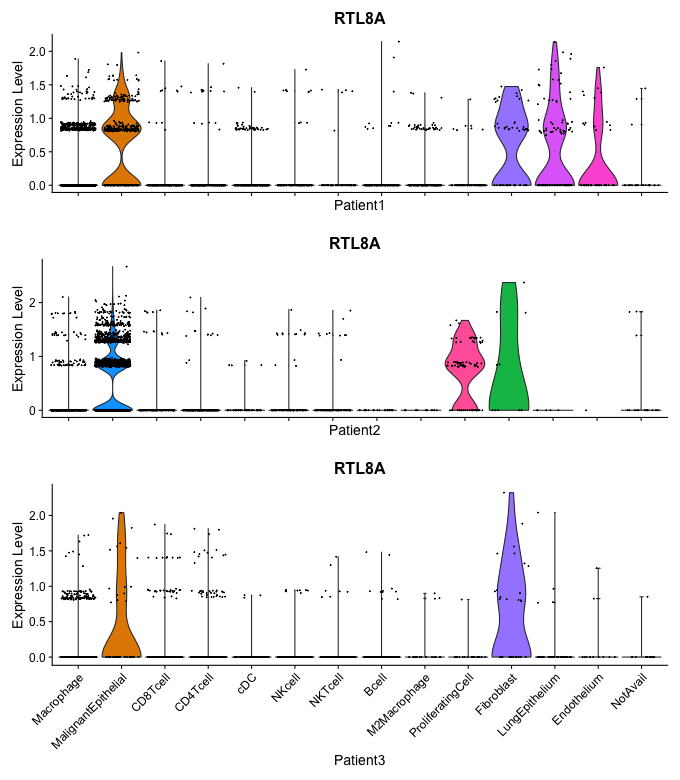 RTL8A
Expression Level
2.0
1.5
1.0
0.5
0.0
Patient1
RTL8A
Expression Level
2
1
0
Patient2
RTL8A
Expression Level
2.0
1.5
1.0
0.5
0.0
Macrophage
MalignantEpithelial
CD8Tcell
CD4Tcell
cDC
NKcell
NKTcell
Bcell
M2Macrophage
ProliferatingCell
Fibroblast
LungEpithelium
Endothelium
NotAvail
Patient3